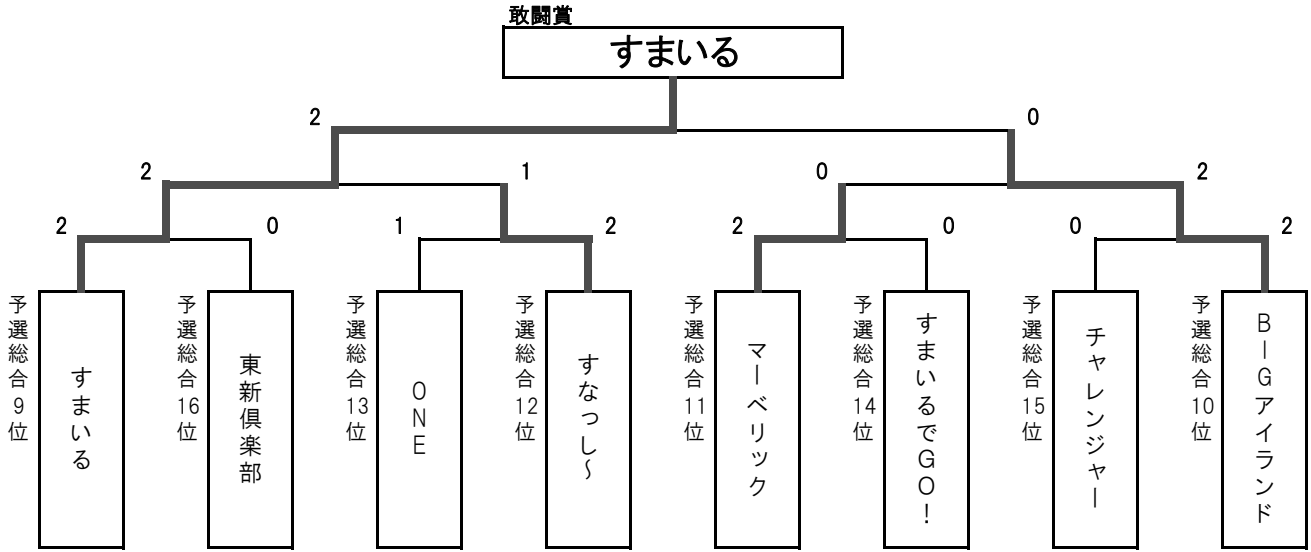 敢闘賞
すまいる
2 0
2 1 0 2
2 0 1 2 2 0 0 2
予選総合9位
すまいる
予選総合16位
東新倶楽部
予選総合13位
ONE
予選総合12位
すなっし～
予選総合11位
マーベリック
予選総合14位
すまいるでGO！
予選総合15位
チャレンジャー
予選総合10位
BIGアイランド